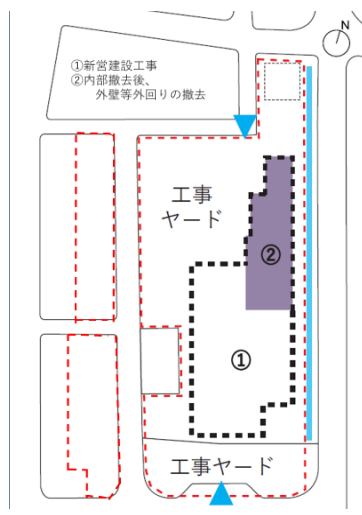 N
①新営建設工事
②内部撤去後、
外壁等外回りの撤去
工事
ヤード
②
①
工事ヤード